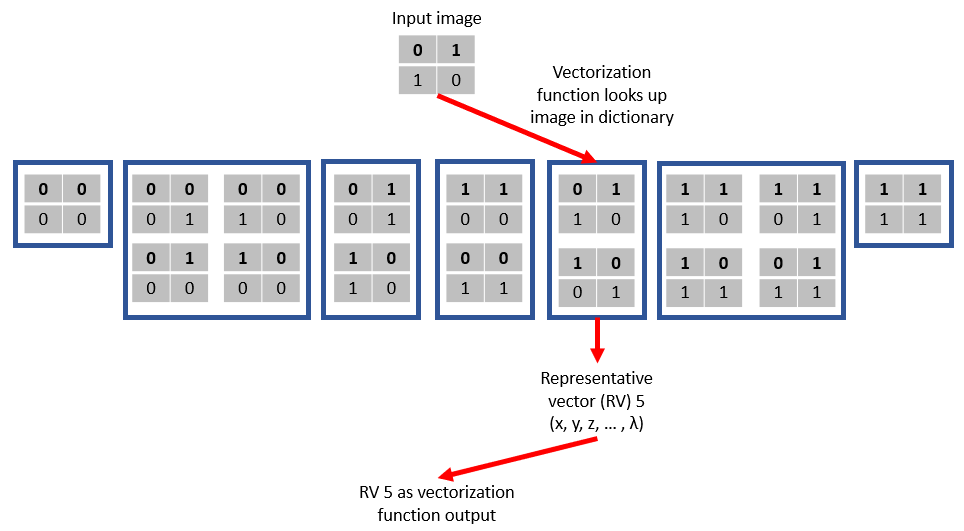 Input image
0 1
1 0
Vectorization
function looks up
image in dictionary
0 0
0 0
0 0 0 0
0 1 1 0
0 1 1 0
0 0 0 0
0 1
0 1
1 0
1 0
1 1
0 0
0 0
1 1
0 1
1 0
1 0
0 1
1 1 1 1
1 0 0 1
1 0 0 1
1 1 1 1
1 1
1 1
Representative
vector (RV) 5
(x, y, z, … , λ)
RV 5 as vectorization
function output